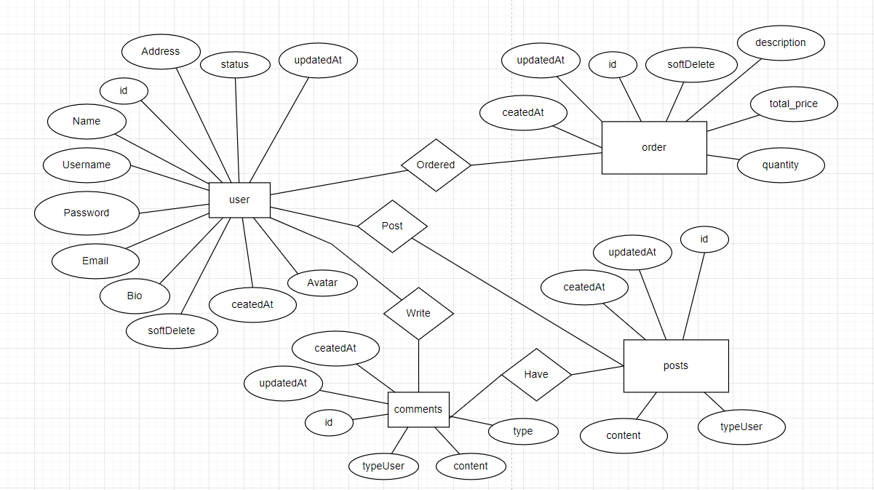 Address
status
updatedAt
id
Name
Username
Password
Email
Bio
softDelete
ceatedAt
Avatar
user
Ordered
Post
Write
Have
updatedAt
id
softDelete
description
ceatedAt
total_price
order
quantity
id
updatedAt
ceatedAt
posts
content
typeUser
ceatedAt
updatedAt
id
comments
type
typeUser
content